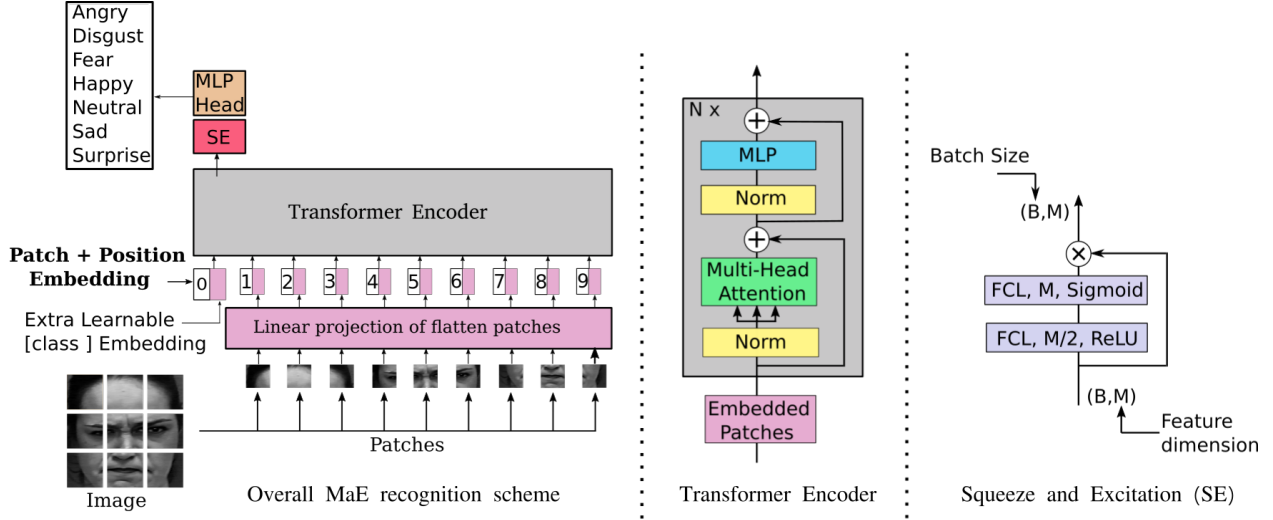 Angry
Disgust
Fear
Happy
Neutral
Sad
Surprise
MLP
Head
SE
Transformer Encoder
Patch + Position
Embedding
0
1
2
3
4
5
6
7
8
9
Extra Learnable
[class ] Embedding
Linear projection of flatten patches
Patches
Image
Overall MaE recognition scheme
N x
MLP
Norm
Multi-Head
Attention
Norm
Embedded
Patches
Transformer Encoder
Batch Size
(B,M)
FCL, M, Sigmoid
FCL, M/2, ReLU
(B,M)
Feature
dimension
Squeeze and Excitation (SE)